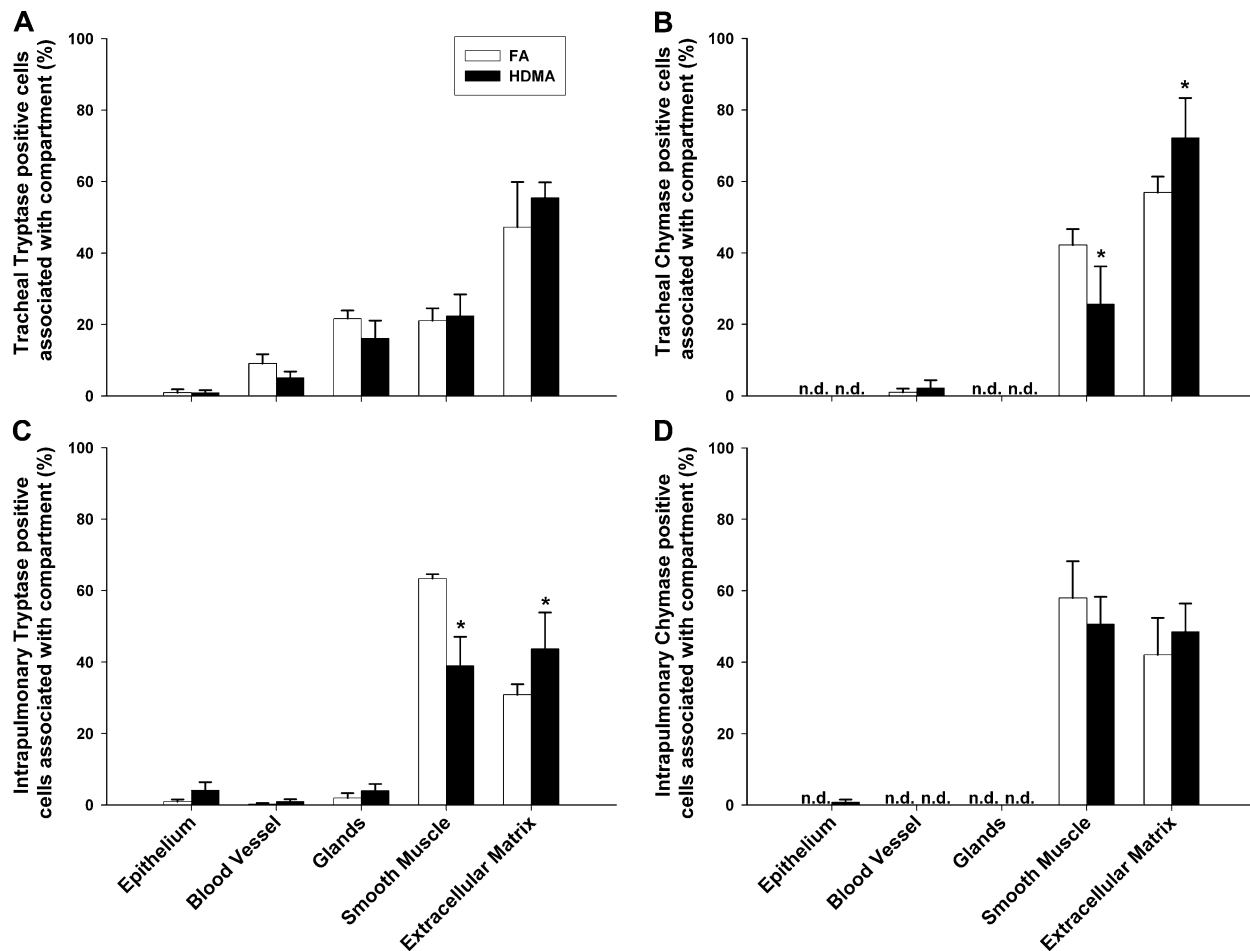 A
Tracheal Tryptase positive cells
associated with compartment (%)
100
80
60
40
20
0
FA
HDMA
B
Tracheal Chymase positive cells
associated with compartment (%)
100
80
60
40
20
0
n.d. n.d.
n.d. n.d.
*
*
C
Intrapulmonary Tryptase positive
cells associated with compartment (%)
100
80
60
40
20
0
*
*
Epithelium
Blood Vessel
Glands
Smooth Muscle
Extracellular Matrix
D
Intrapulmonary Chymase positive
cells associated with compartment (%)
100
80
60
40
20
0
n.d.
n.d. n.d.
n.d. n.d.
Epithelium
Blood Vessel
Glands
Smooth Muscle
Extracellular Matrix